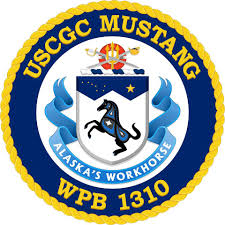 USCGC MUSTANG
ALASKA'S WORKHORSE
WPB 1310